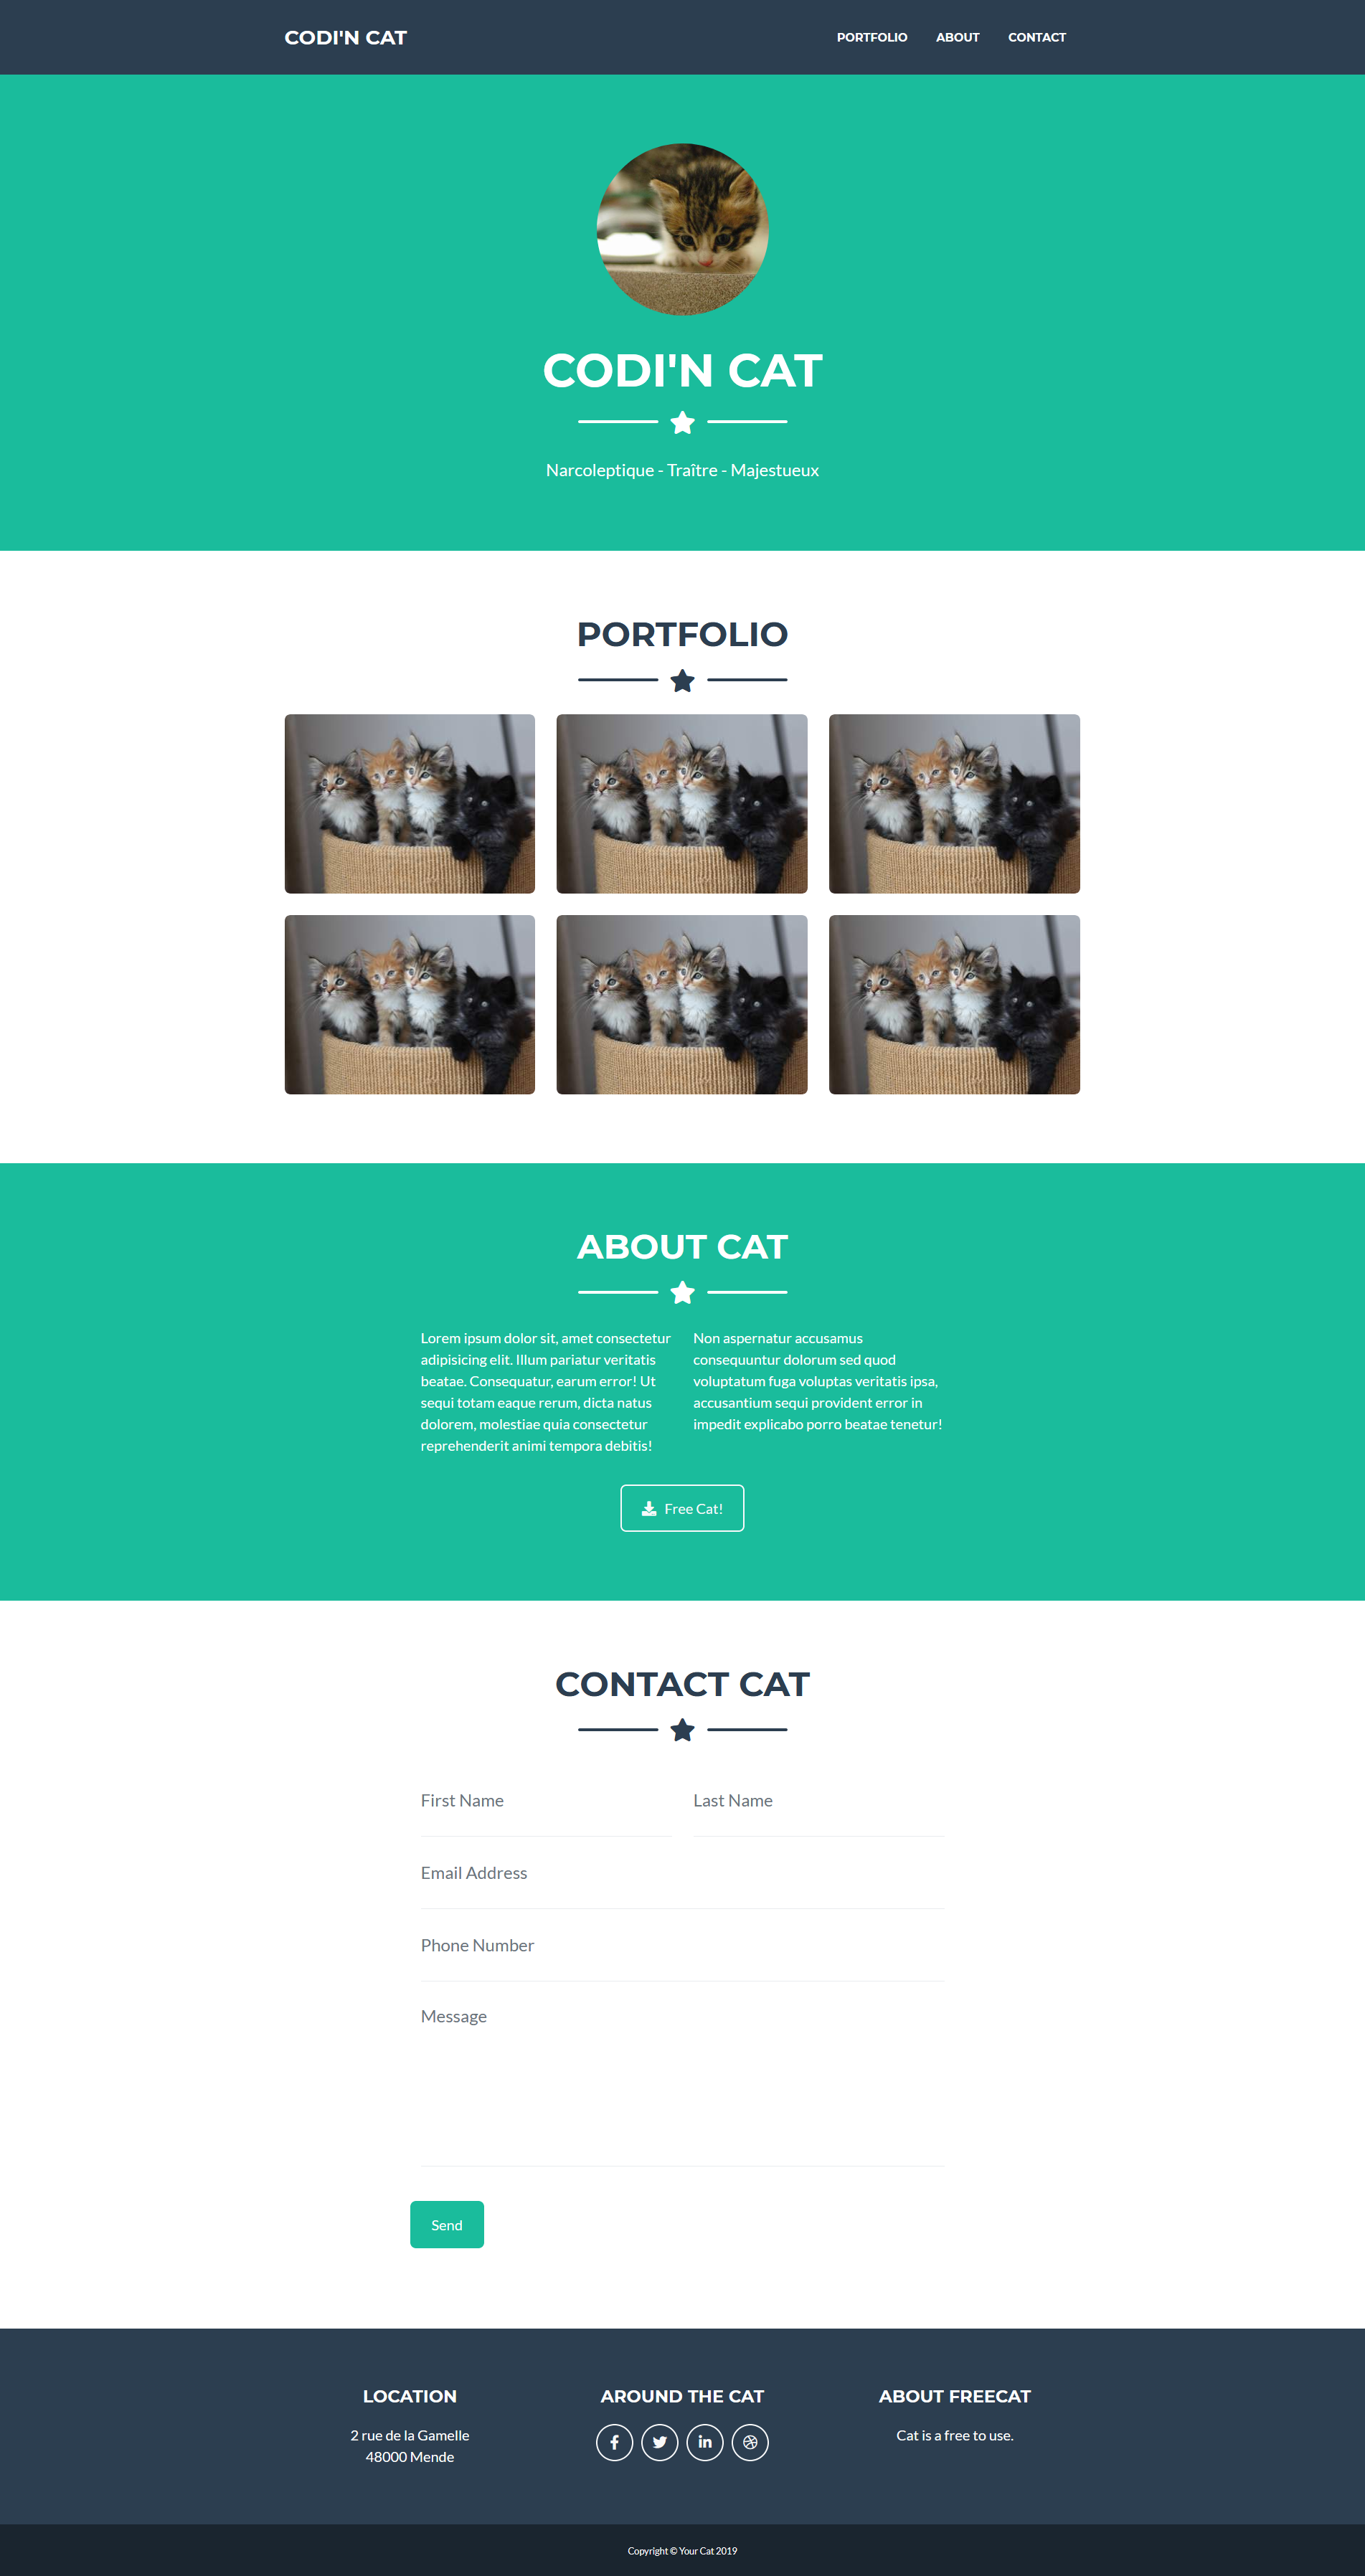 CODI'N CAT
PORTFOLIO ABOUT CONTACT
CODI'N CAT
Narcoleptique - Traître - Majestueux
PORTFOLIO
ABOUT CAT
Lorem ipsum dolor sit, amet consectetur
adipisicing elit. Illum pariatur veritatis
beatae. Consequatur, earum error! Ut
sequi totam eaque rerum, dicta natus
dolorem, molestiae quia consectetur
reprehenderit animi tempora debitis!
Non aspernatur accusamus
consequuntur dolorum sed quod
voluptatum fuga voluptas veritatis ipsa,
accusantium sequi provident error in
impedit explicabo porro beatae tenetur!
Free Cat!
CONTACT CAT
First Name
Last Name
Email Address
Phone Number
Message
Send
LOCATION
2 rue de la Gamelle
48000 Mende
AROUND THE CAT
ABOUT FREECAT
Cat is a free to use.
Copyright © Your Cat 2019